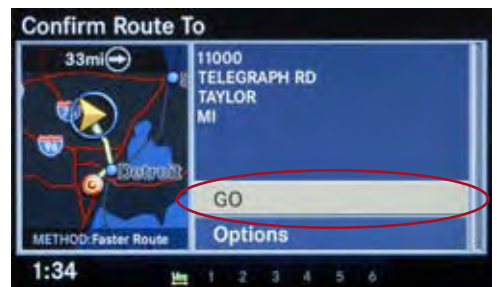 Confirm Route To
33mi
11000
TELEGRAPH RD
TAYLOR
MI
96
Detroit
GO
METHOD:Faster Route
Options
1:34
1 2 3 4 5 6